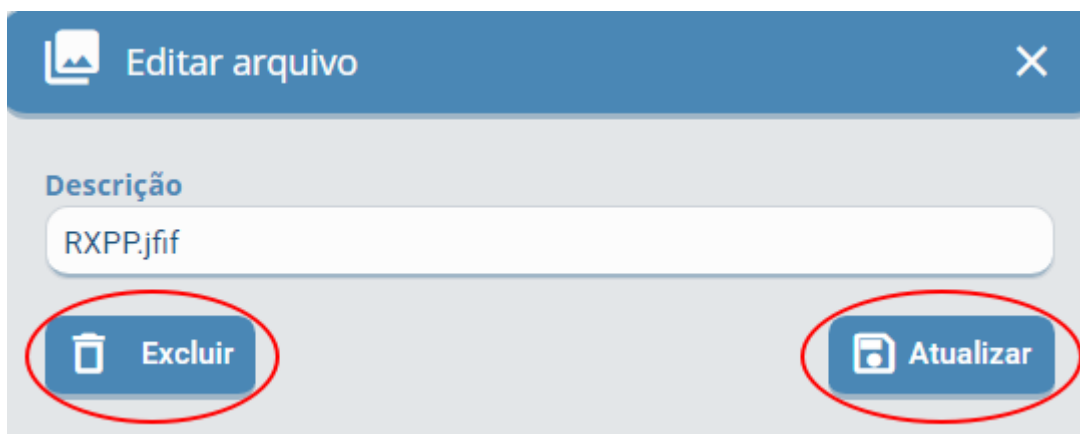 Editar arquivo
Descrição
RXPP.jfif
Excluir
Atualizar